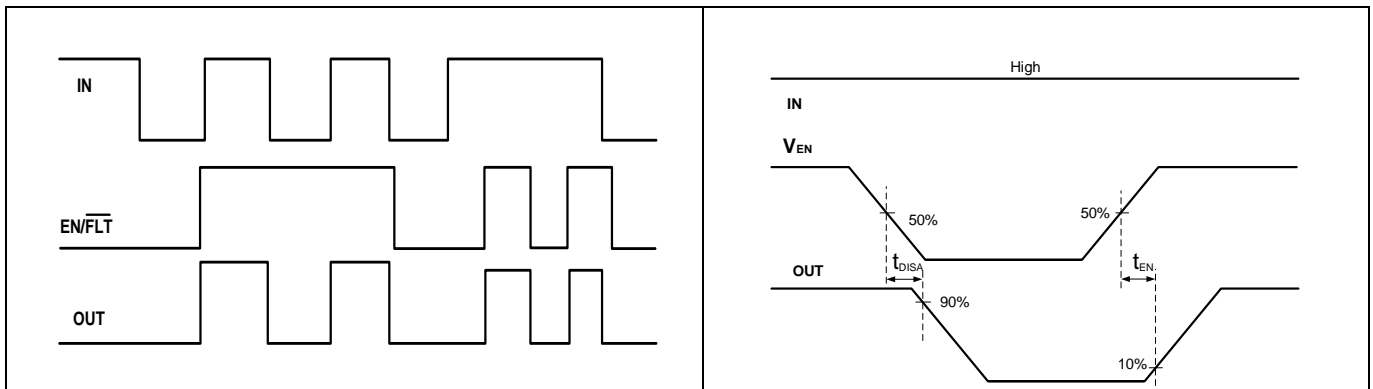 IN
EN/FLT
OUT
High
IN
VEN
50%
50%
OUT
tDISA
tEN.
90%
10%